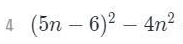 4 (5n − 6)² − 4n²